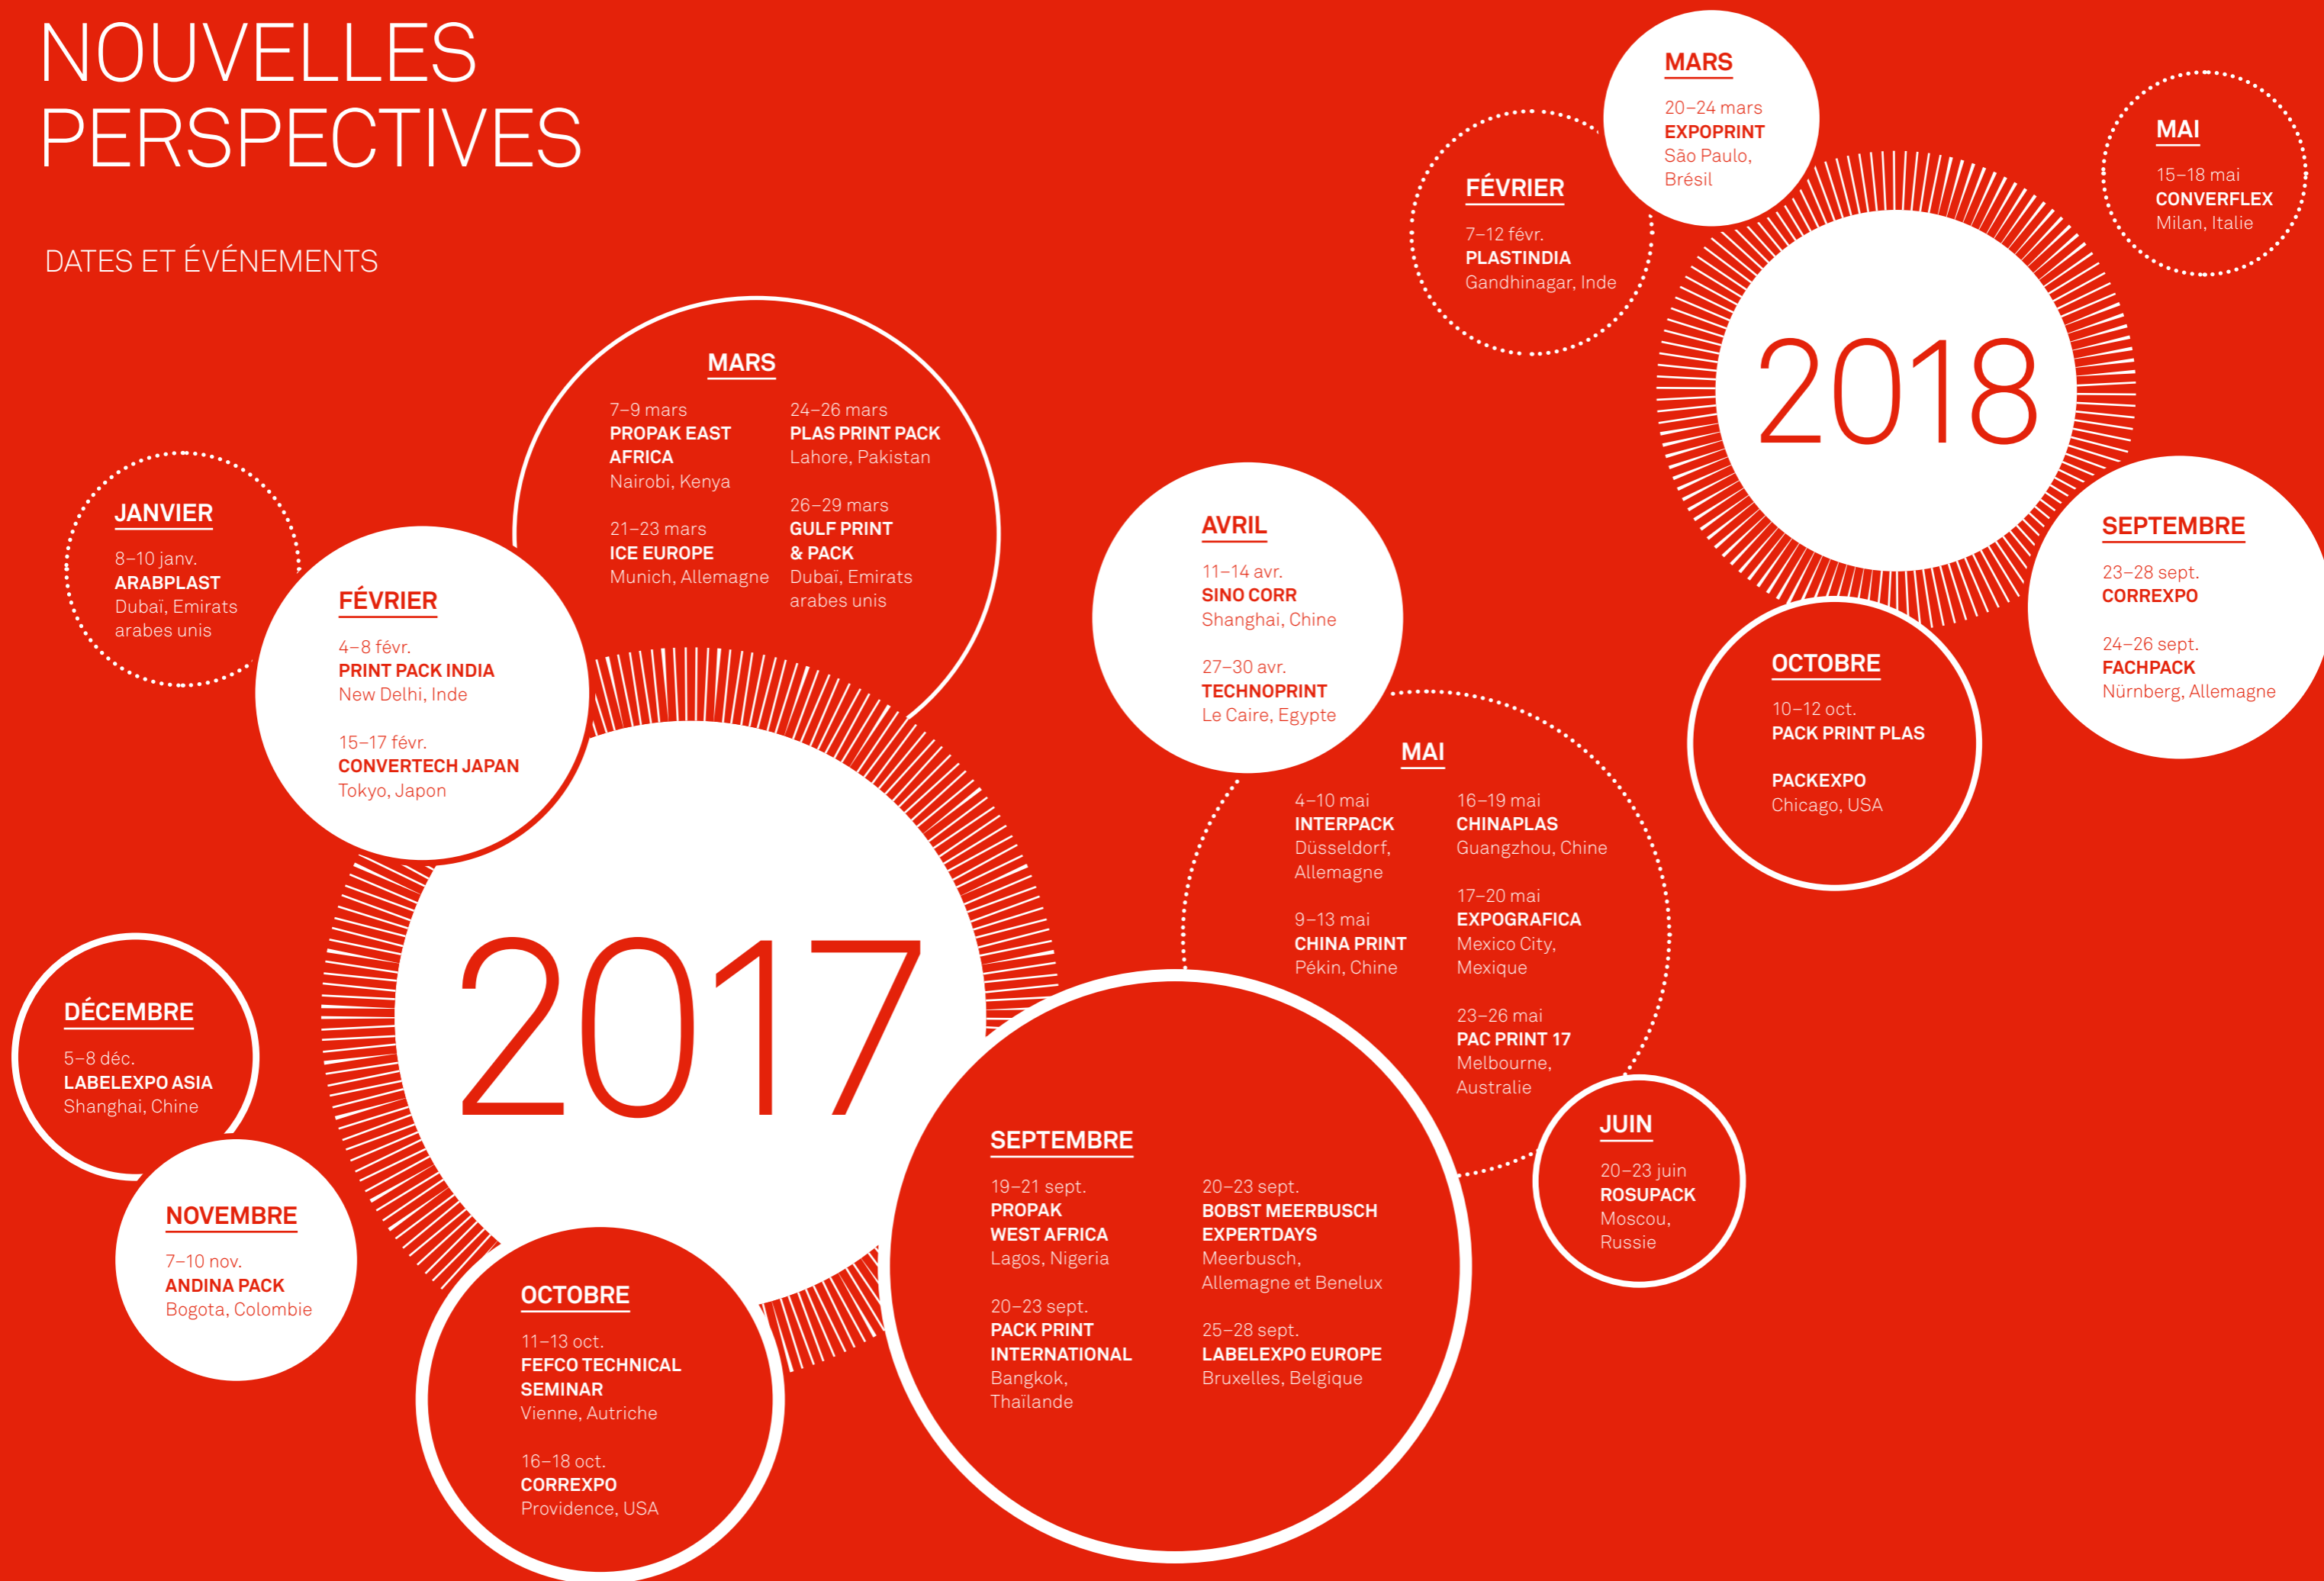 NOUVELLES
PERSPECTIVES
DATES ET ÉVÉNEMENTS
JANVIER
8–10 janv.
ARABPLAST
Dubaï, Emirats
arabes unis
FÉVRIER
4–8 févr.
PRINT PACK INDIA
New Delhi, Inde
15–17 févr.
CONVERTECH JAPAN
Tokyo, Japon
MARS
7–9 mars
PROPAK EAST
AFRICA
Nairobi, Kenya
21–23 mars
ICE EUROPE
Munich, Allemagne
24–26 mars
PLAS PRINT PACK
Lahore, Pakistan
26–29 mars
GULF PRINT
& PACK
Dubaï, Emirats
arabes unis
AVRIL
11–14 avr.
SINO CORR
Shanghai, Chine
27–30 avr.
TECHNOPRINT
Le Caire, Egypte
MAI
4–10 mai
INTERPACK
Düsseldorf,
Allemagne
9–13 mai
CHINA PRINT
Pékin, Chine
16–19 mai
CHINAPLAS
Guangzhou, Chine
17–20 mai
EXPOGRAFICA
Mexico City,
Mexique
23–26 mai
PAC PRINT 17
Melbourne,
Australie
JUIN
20–23 juin
ROSUPACK
Moscou,
Russie
2017
SEPTEMBRE
19–21 sept.
PROPAK
WEST AFRICA
Lagos, Nigeria
20–23 sept.
PACK PRINT
INTERNATIONAL
Bangkok,
Thaïlande
20–23 sept.
BOBST MEERBUSCH
EXPERTDAYS
Meerbusch,
Allemagne et Benelux
25–28 sept.
LABELEXPO EUROPE
Bruxelles, Belgique
OCTOBRE
11–13 oct.
FEFCO TECHNICAL
SEMINAR
Vienne, Autriche
16–18 oct.
CORREXPO
Providence, USA
NOVEMBRE
7–10 nov.
ANDINA PACK
Bogota, Colombie
DÉCEMBRE
5–8 déc.
LABELEXPO ASIA
Shanghai, Chine
FÉVRIER
7–12 févr.
PLASTINDIA
Gandhinagar, Inde
MARS
20–24 mars
EXPOPRINT
São Paulo,
Brésil
MAI
15–18 mai
CONVERFLEX
Milan, Italie
2018
SEPTEMBRE
23–28 sept.
CORREXPO
24–26 sept.
FACHPACK
Nürnberg, Allemagne
OCTOBRE
10–12 oct.
PACK PRINT PLAS
PACKEXPO
Chicago, USA